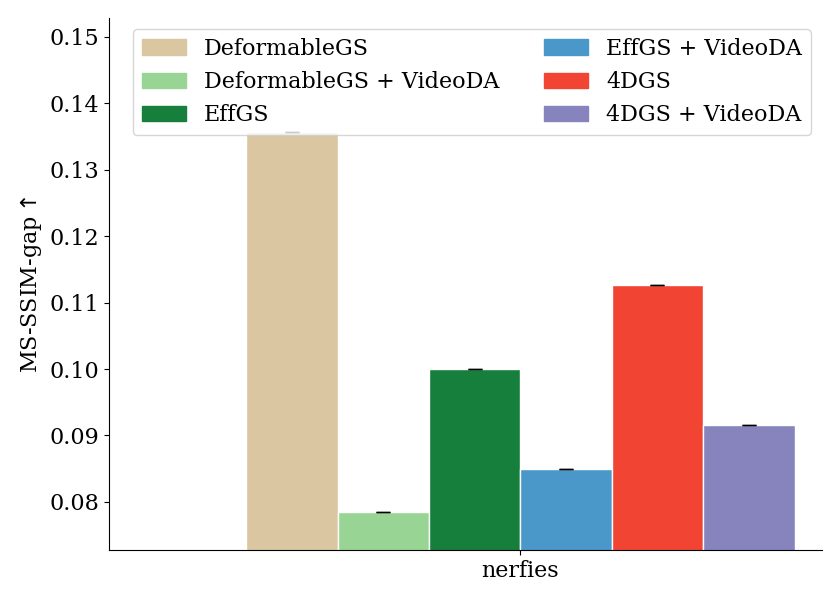 0.15
0.14
0.13
0.12
0.11
0.10
0.09
0.08
MS-SSIM-gap ↑
DeformableGS
DeformableGS + VideoDA
EffGS
EffGS + VideoDA
4DGS
4DGS + VideoDA
nerfies